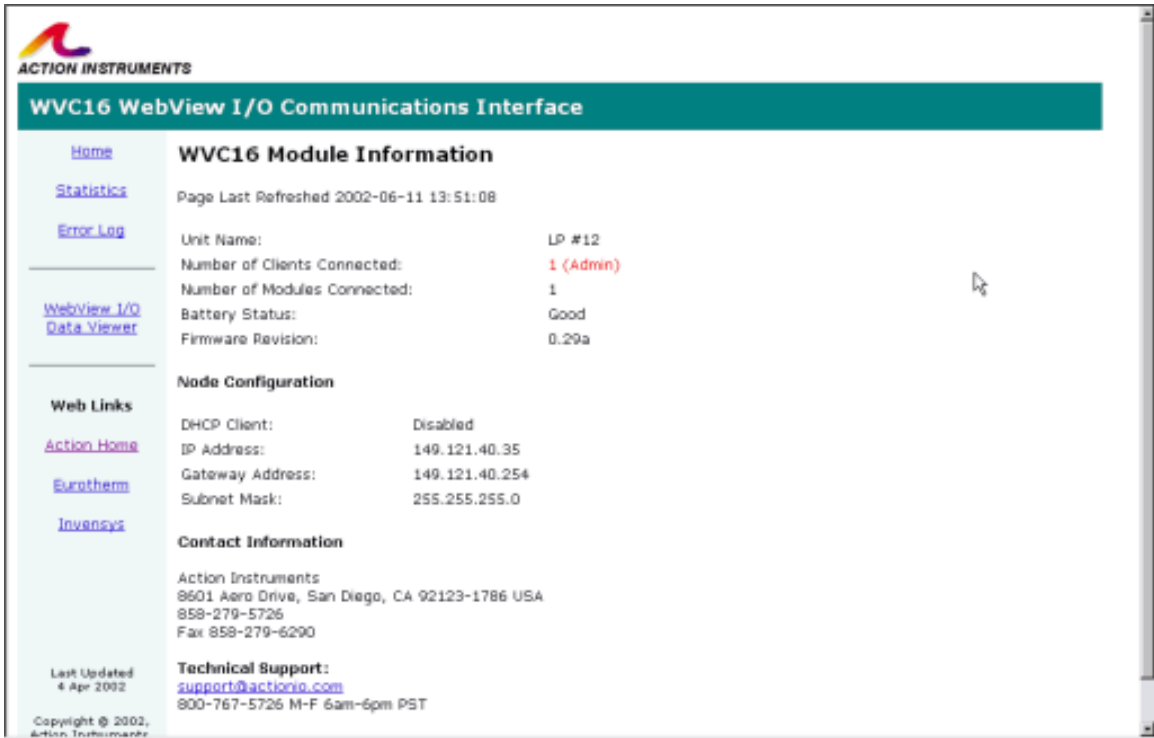 ACTION INSTRUMENTS
WVC16 WebView I/O Communications Interface
Home
Statistics
Error Log
WebView I/O
Data Viewer
Web Links
Action Home
Eurotherm
Invensys
Last Updated
4 Apr 2002
Copyright @ 2002,
Action Instruments
WVC16 Module Information
Page Last Refreshed 2002-06-11 13:51:08
Unit Name: LP #12
Number of Clients Connected: 1 (Admin)
Number of Modules Connected: 1
Battery Status: Good
Firmware Revision: 0.29a
Node Configuration
DHCP Client: Disabled
IP Address: 149.121.40.35
Gateway Address: 149.121.40.254
Subnet Mask: 255.255.255.0
Contact Information
Action Instruments
8601 Aero Drive, San Diego, CA 92123-1786 USA
858-279-5726
Fax 858-279-6290
Technical Support:
support@actionio.com
800-767-5726 M-F 6am-6pm PST